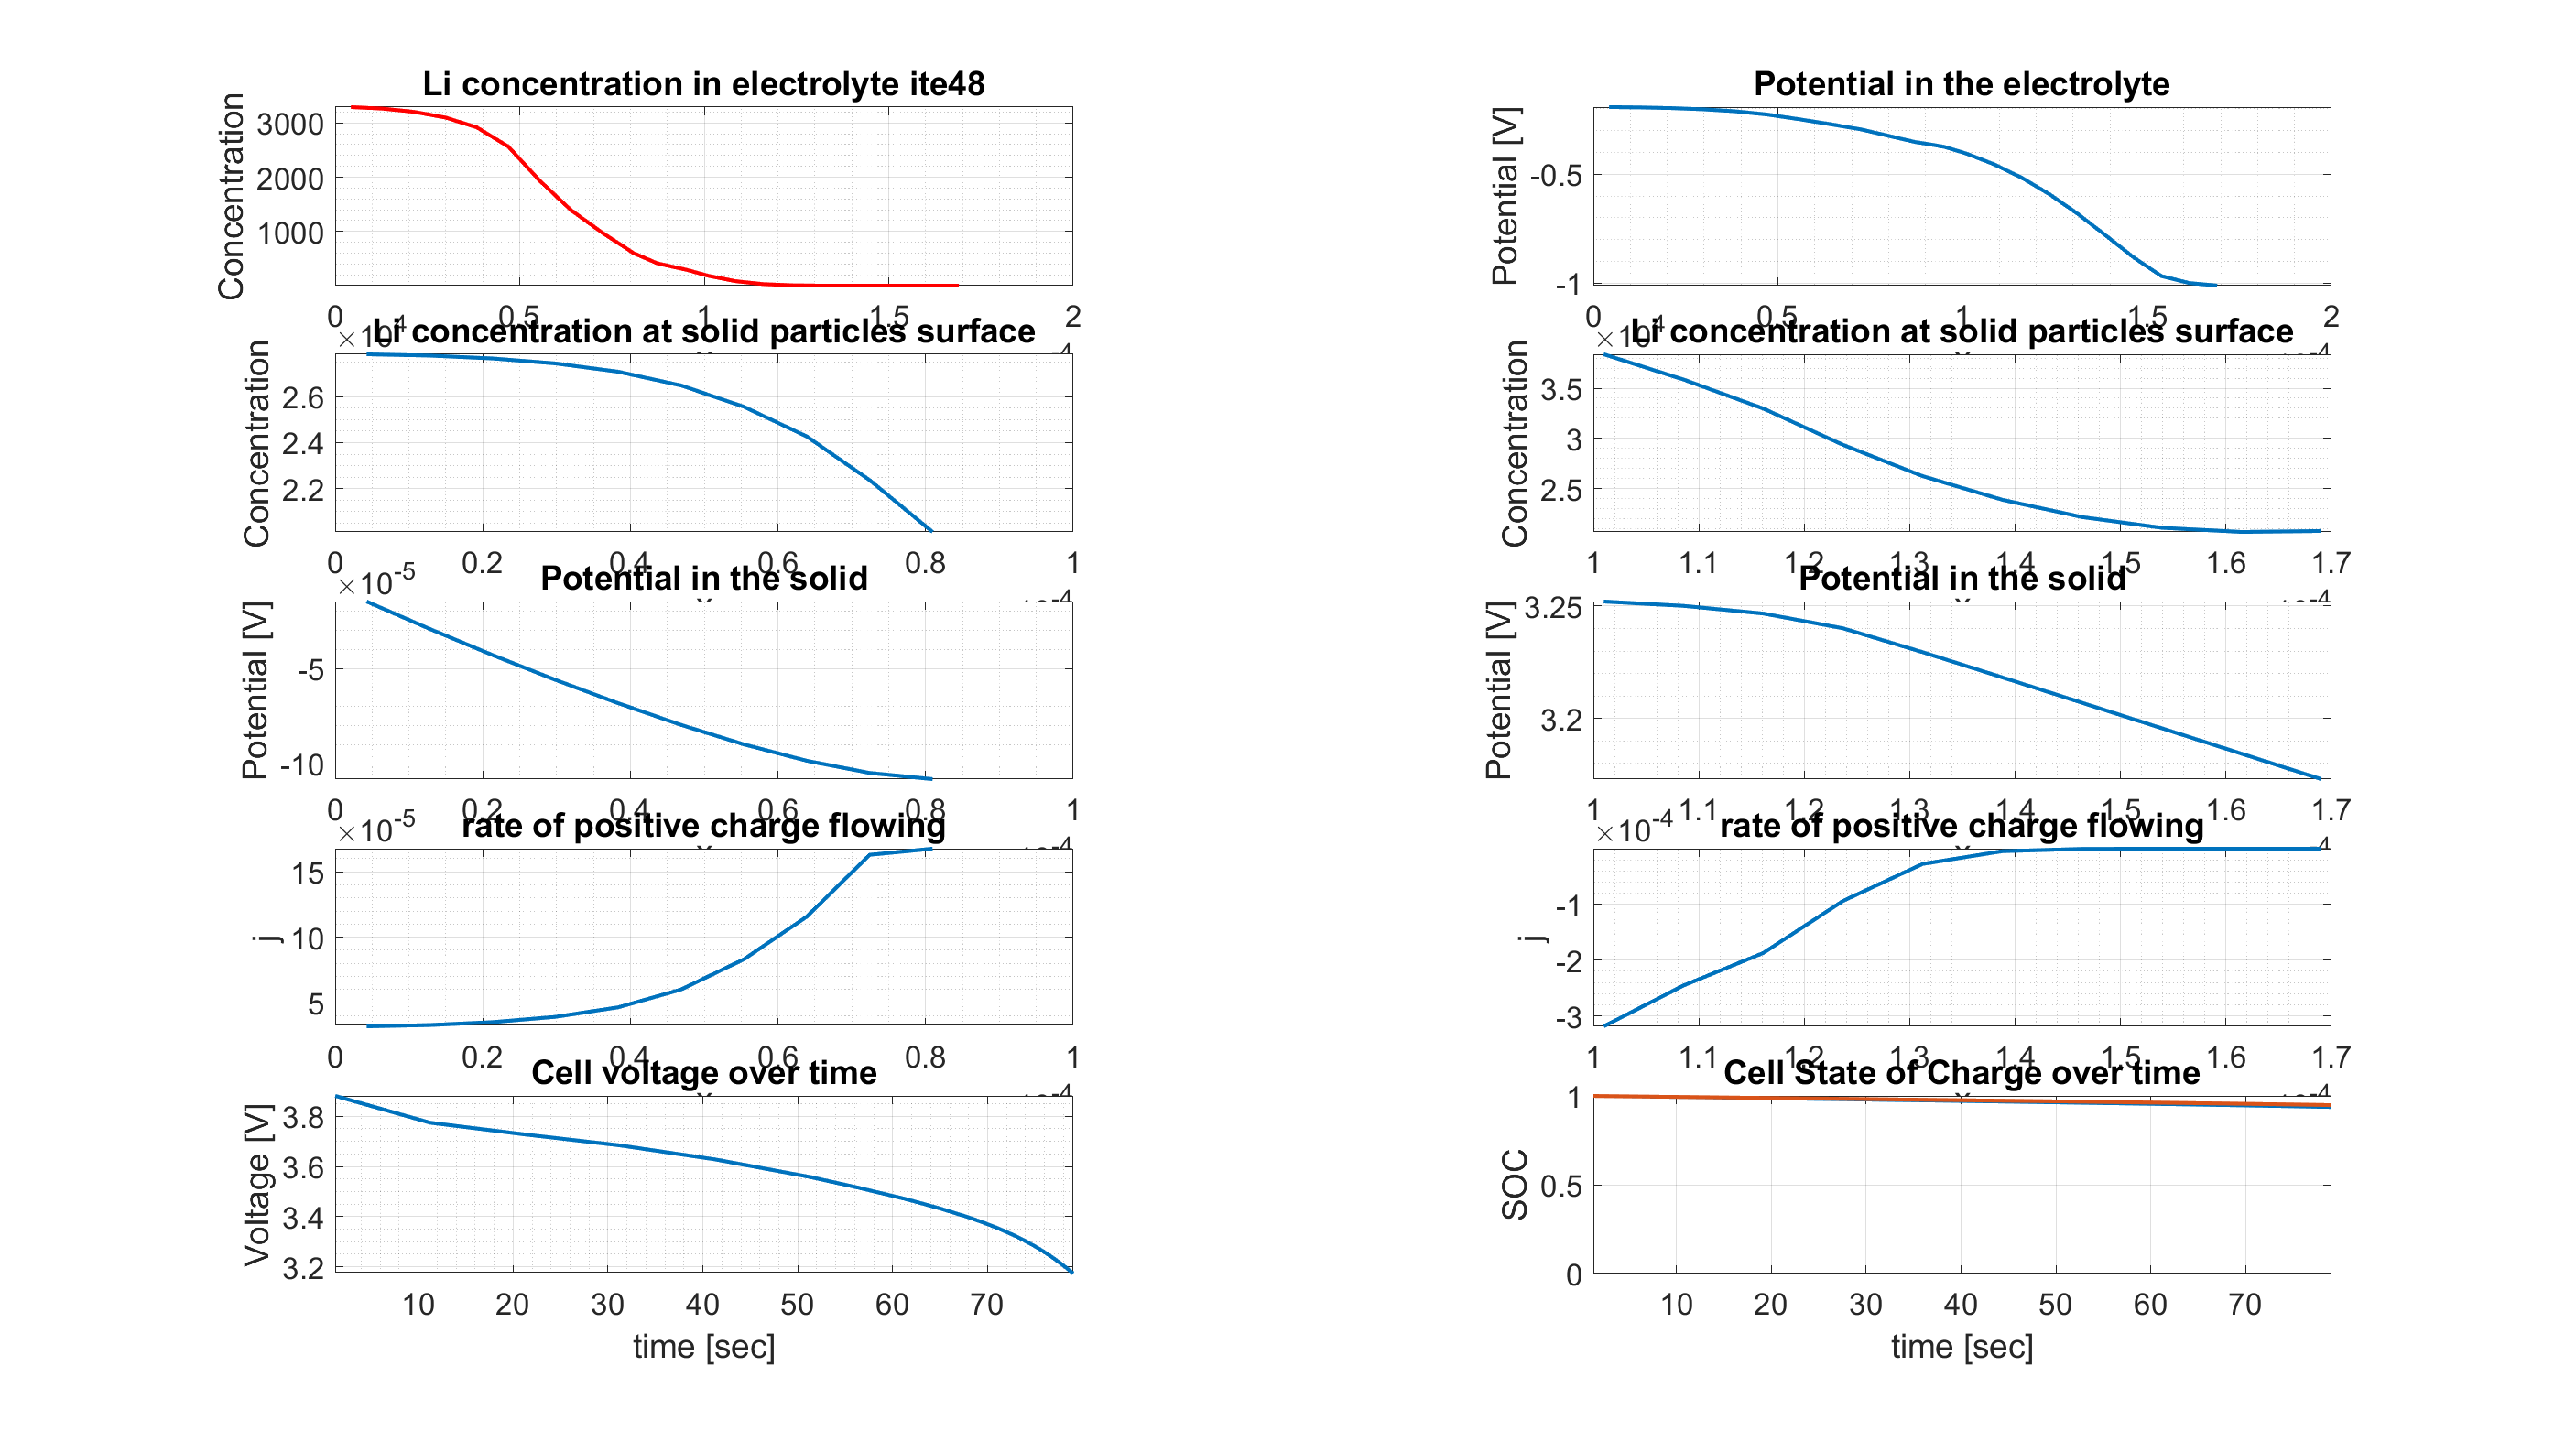 Li concentration in electrolyte ite48
Concentration
3000
2000
1000
0 0.5 1 1.5 2
Potential in the electrolyte
Potential [V]
-0.5
-1
0 0.5 1 1.5 2
×10^4
Li concentration at solid particles surface
Concentration
2.6
2.4
2.2
0 0.2 0.4 0.6 0.8 1
×10^4
Li concentration at solid particles surface
Concentration
3.5
3
2.5
1 1.1 1.2 1.3 1.4 1.5 1.6 1.7
×10^-5
Potential in the solid
Potential [V]
-5
-10
0 0.2 0.4 0.6 0.8 1
Potential in the solid
Potential [V]
3.25
3.2
1 1.1 1.2 1.3 1.4 1.5 1.6 1.7
×10^-5
rate of positive charge flowing
j
15
10
5
0 0.2 0.4 0.6 0.8 1
×10^-4
rate of positive charge flowing
j
-1
-2
-3
1 1.1 1.2 1.3 1.4 1.5 1.6 1.7
Cell voltage over time
Voltage [V]
3.8
3.6
3.4
3.2
10 20 30 40 50 60 70
time [sec]
Cell State of Charge over time
SOC
1
0.5
0
10 20 30 40 50 60 70
time [sec]